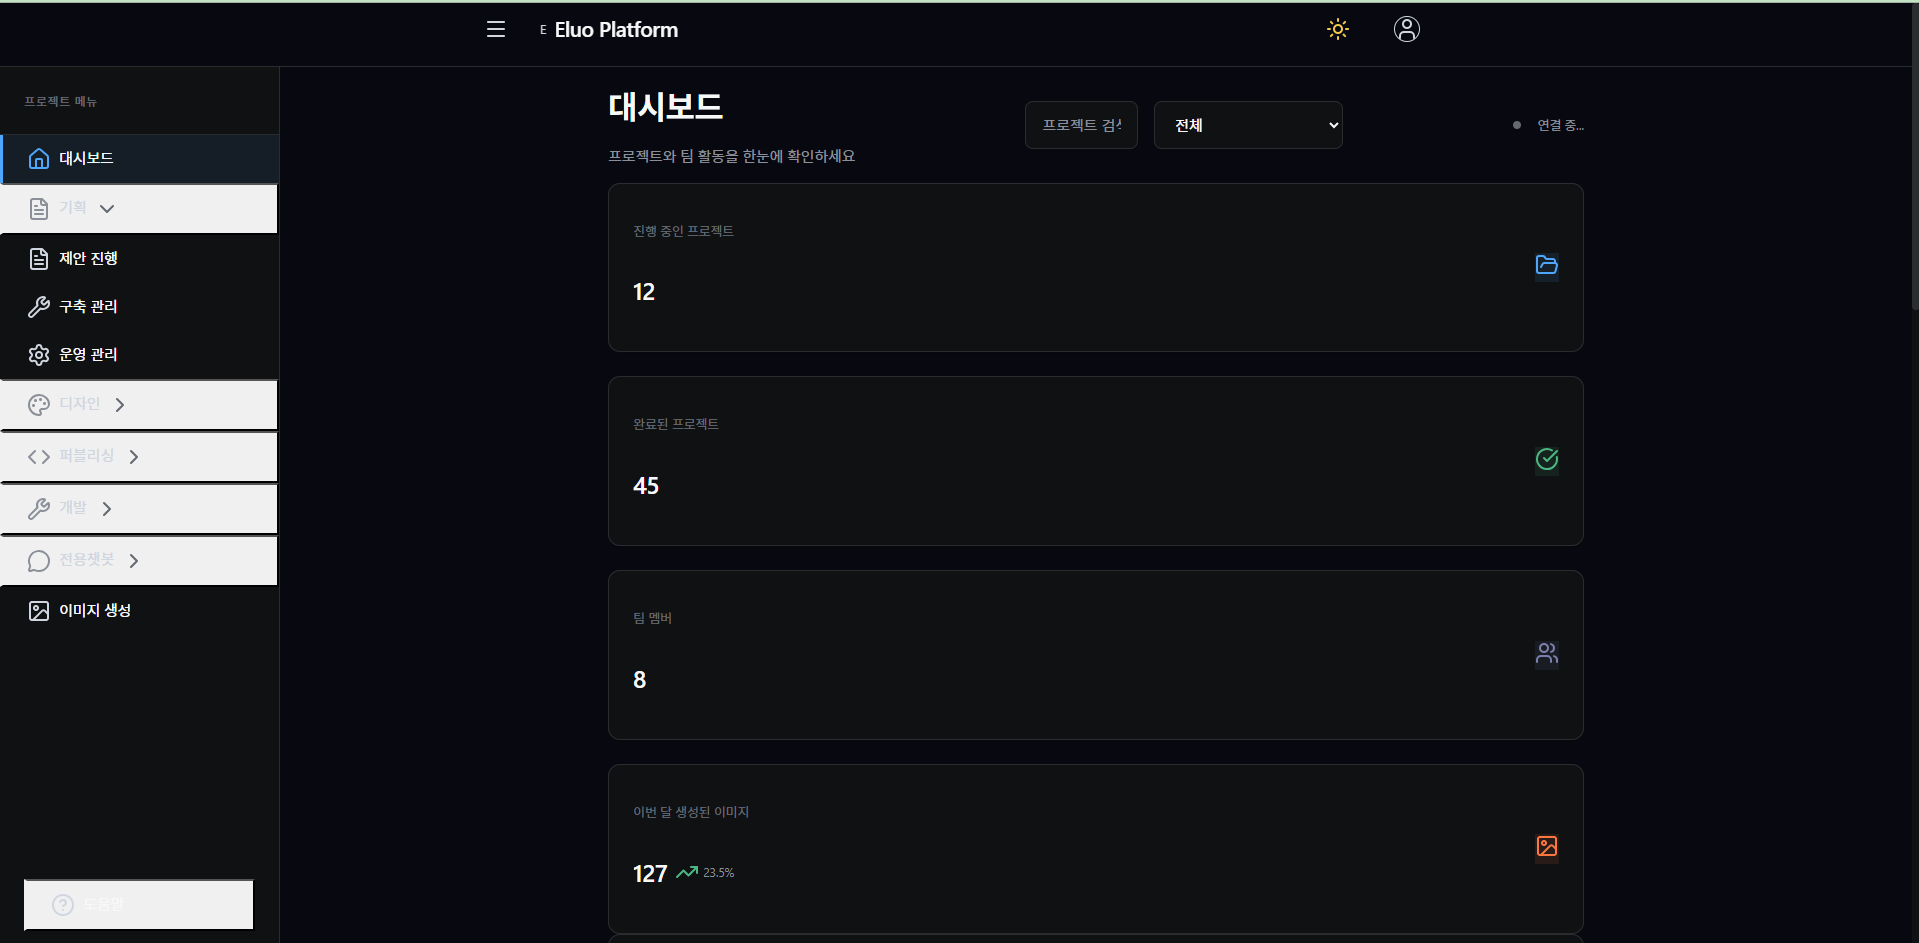 E Eluo Platform
프로젝트 메뉴
대시보드
기획
제안 진행
구축 관리
운영 관리
디자인
퍼블리싱
개발
전용챗봇
이미지 생성
도움말
대시보드
프로젝트와 팀 활동을 한눈에 확인하세요
프로젝트 검색
전체
연결 중...
진행 중인 프로젝트
12
완료된 프로젝트
45
팀 멤버
8
이번 달 생성된 이미지
127 23.5%